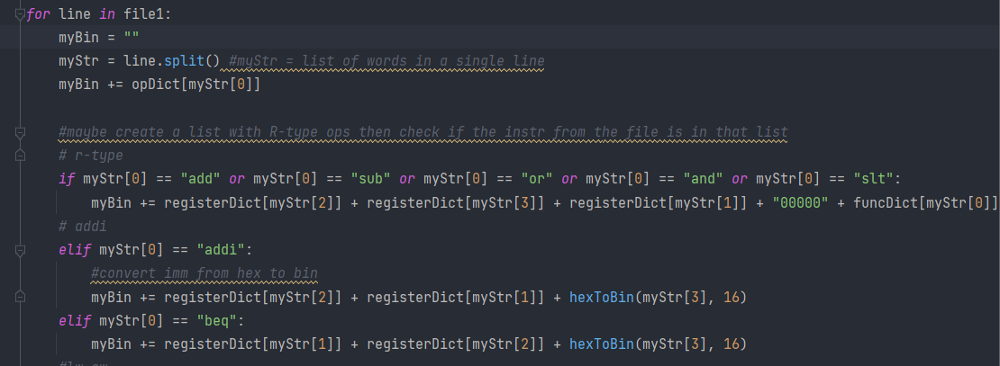 for line in file1:
    myBin = ""
    myStr = line.split() #myStr = list of words in a single line
    myBin += opDict[myStr[0]]
    #maybe create a list with R-type ops then check if the instr from the file is in that list
    # r-type
    if myStr[0] == "add" or myStr[0] == "sub" or myStr[0] == "or" or myStr[0] == "and" or myStr[0] == "slt":
        myBin += registerDict[myStr[2]] + registerDict[myStr[3]] + registerDict[myStr[1]] + "00000" + funcDict[myStr[0]]
    # addi
    elif myStr[0] == "addi":
        #convert imm from hex to bin
        myBin += registerDict[myStr[2]] + registerDict[myStr[1]] + hexToBin(myStr[3], 16)
    elif myStr[0] == "beq":
        myBin += registerDict[myStr[1]] + registerDict[myStr[2]] + hexToBin(myStr[3], 16)